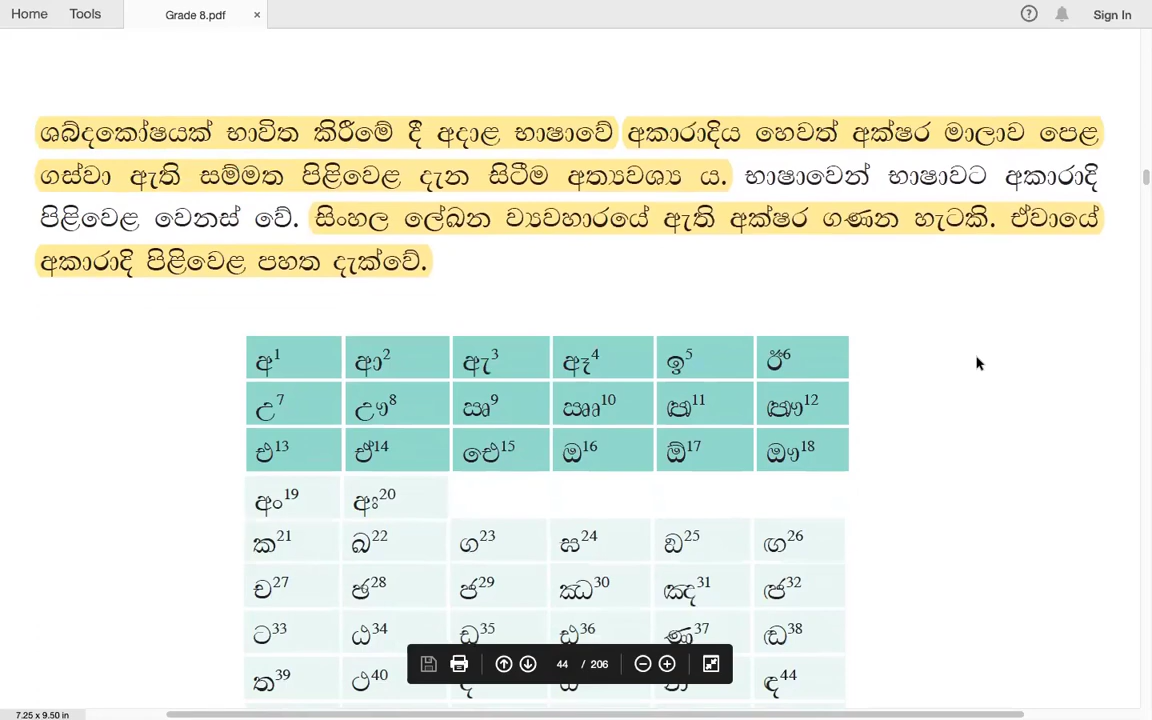 Home Tools Grade 8.pdf × ? Sign In
ශබ්දකෝෂයක් භාවිත කිරීමේ දී අදාළ භාෂාවේ අකාරාදිය හෙවත් අක්ෂර මාලාව පෙළ
ගස්වා ඇති සම්මත පිළිවෙළ දැන සිටීම අත්‍යවශ්‍ය ය. භාෂාවෙන් භාෂාවට අකාරාදි
පිළිවෙළ වෙනස් වේ. සිංහල ලේඛන ව්‍යවහාරයේ ඇති අක්ෂර ගණන හැටකි. ඒවායේ
අකාරාදි පිළිවෙළ පහත දැක්වේ.
අ1 ආ2 ඇ3 ඈ4 ඉ5 ඊ6
උ7 ඌ8 ඍ9 ඎ10 ඏ11 ඐ12
එ13 ඒ14 ඓ15 ඔ16 ඕ17 ඖ18
අං19 අඃ20
ක21 ඛ22 ග23 ඝ24 ඞ25 ඟ26
ච27 ඡ28 ජ29 ඣ30 ඤ31 ඦ32
ට33 ඨ34 ඩ35 ඪ36 ණ37 ඬ38
ත39 ථ40 ඳ44
44 / 206
7.25 x 9.50 in